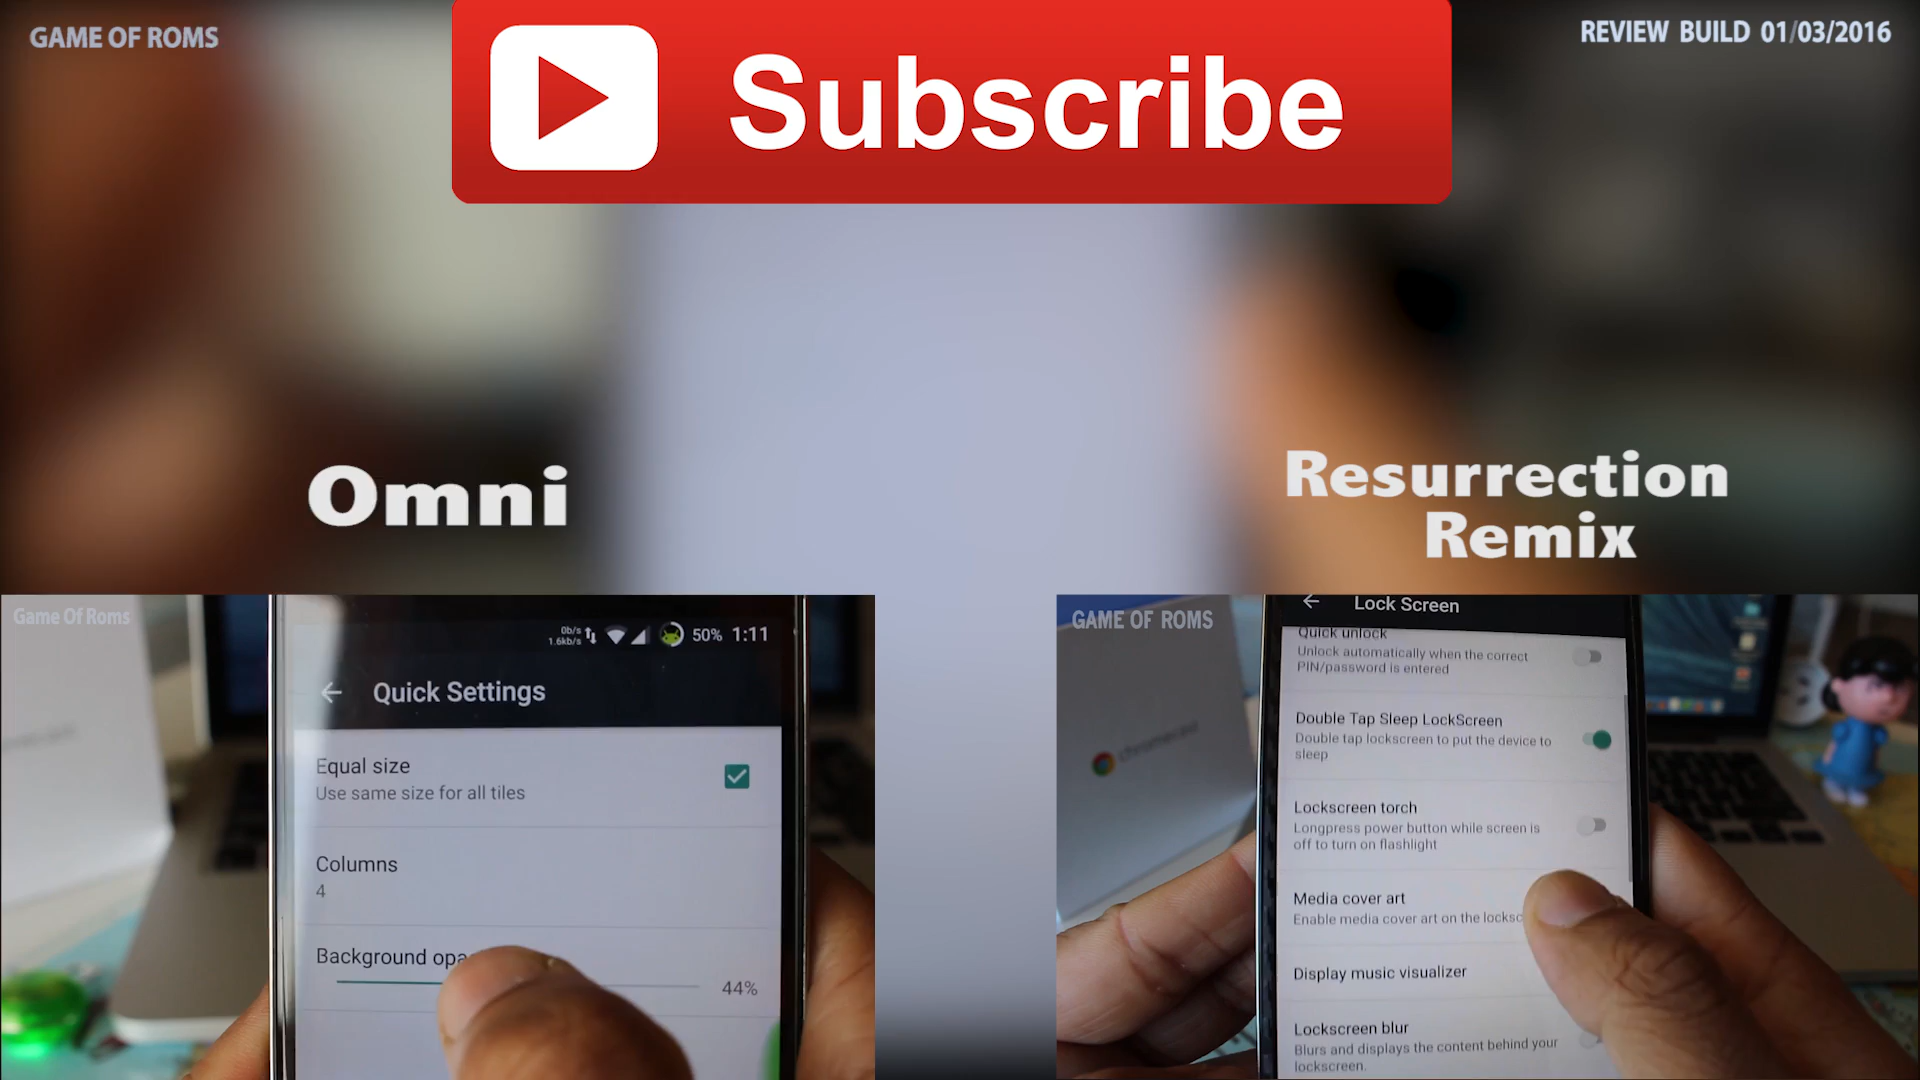 GAME OF ROMS
REVIEW BUILD 01/03/2016
Subscribe
Omni
Resurrection
Remix
Game Of Roms
0b/s
1.6kb/s
50% 1:11
Quick Settings
Equal size
Use same size for all tiles
Columns
4
Background opa
44%
GAME OF ROMS
chromecast
Lock Screen
Quick unlock
Unlock automatically when the correct
PIN/password is entered
Double Tap Sleep LockScreen
Double tap lockscreen to put the device to
sleep
Lockscreen torch
Longpress power button while screen is
off to turn on flashlight
Media cover art
Enable media cover art on the locksc
Display music visualizer
Lockscreen blur
Blurs and displays the content behind your
lockscreen.